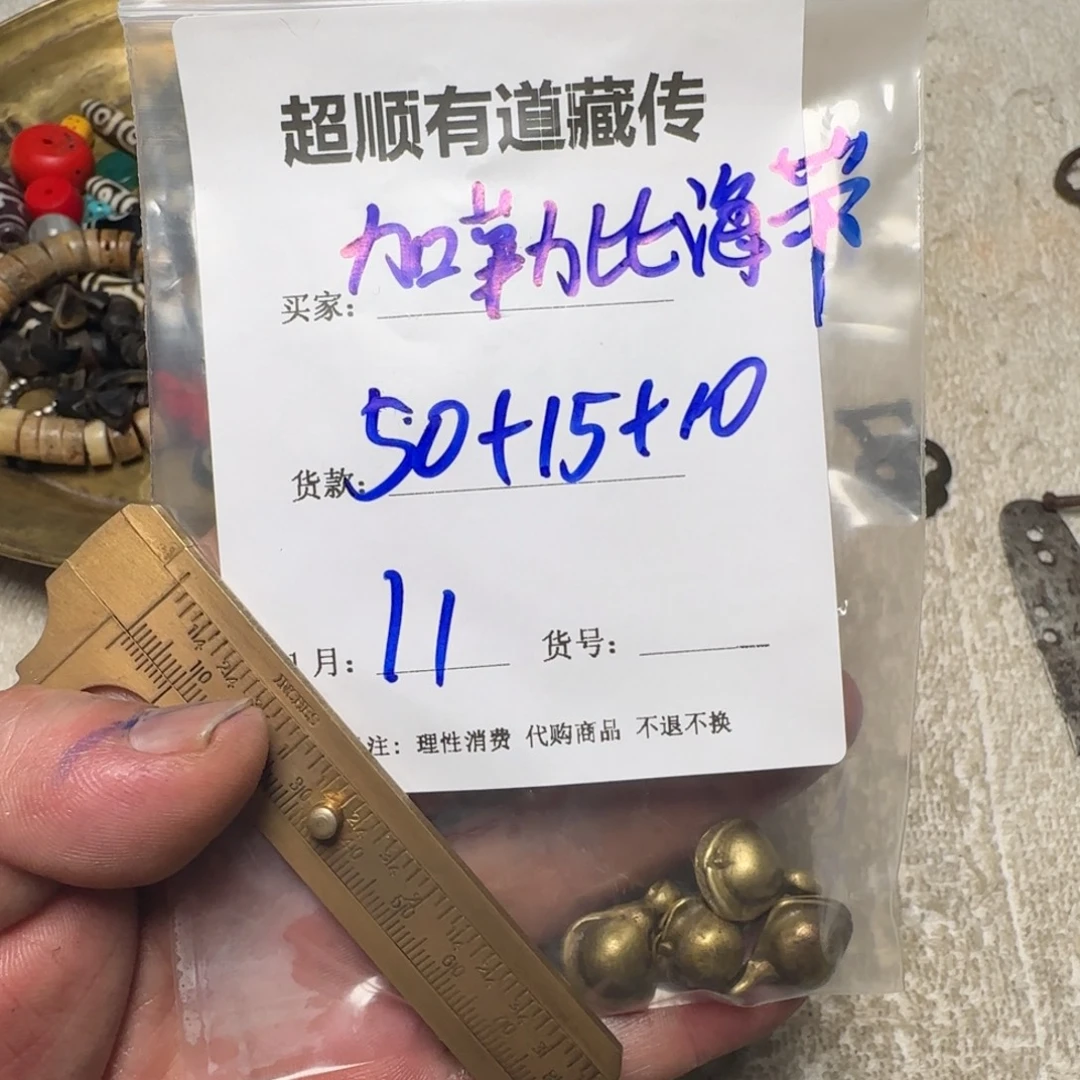 超顺有道藏传
买家：加勒比海带
货款：50+15+10
月：11 货号：
注：理性消费 代购商品 不退不换